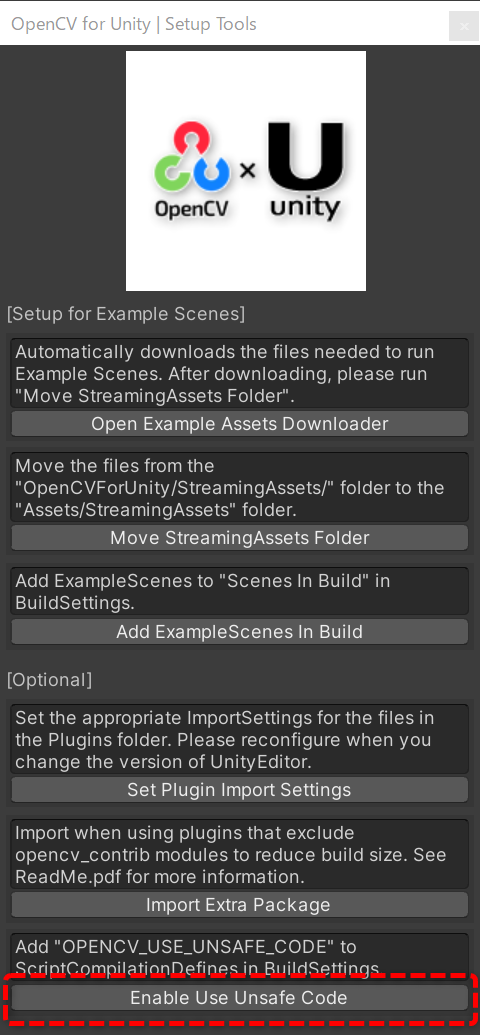 OpenCV for Unity | Setup Tools
×
OpenCV × unity
[Setup for Example Scenes]
Automatically downloads the files needed to run
Example Scenes. After downloading, please run
"Move StreamingAssets Folder".
Open Example Assets Downloader
Move the files from the
"OpenCVForUnity/StreamingAssets/" folder to the
"Assets/StreamingAssets" folder.
Move StreamingAssets Folder
Add ExampleScenes to "Scenes In Build" in
BuildSettings.
Add ExampleScenes In Build
[Optional]
Set the appropriate ImportSettings for the files in
the Plugins folder. Please reconfigure when you
change the version of UnityEditor.
Set Plugin Import Settings
Import when using plugins that exclude
opencv_contrib modules to reduce build size. See
ReadMe.pdf for more information.
Import Extra Package
Add "OPENCV_USE_UNSAFE_CODE" to
ScriptCompilationDefines in BuildSettings.
Enable Use Unsafe Code